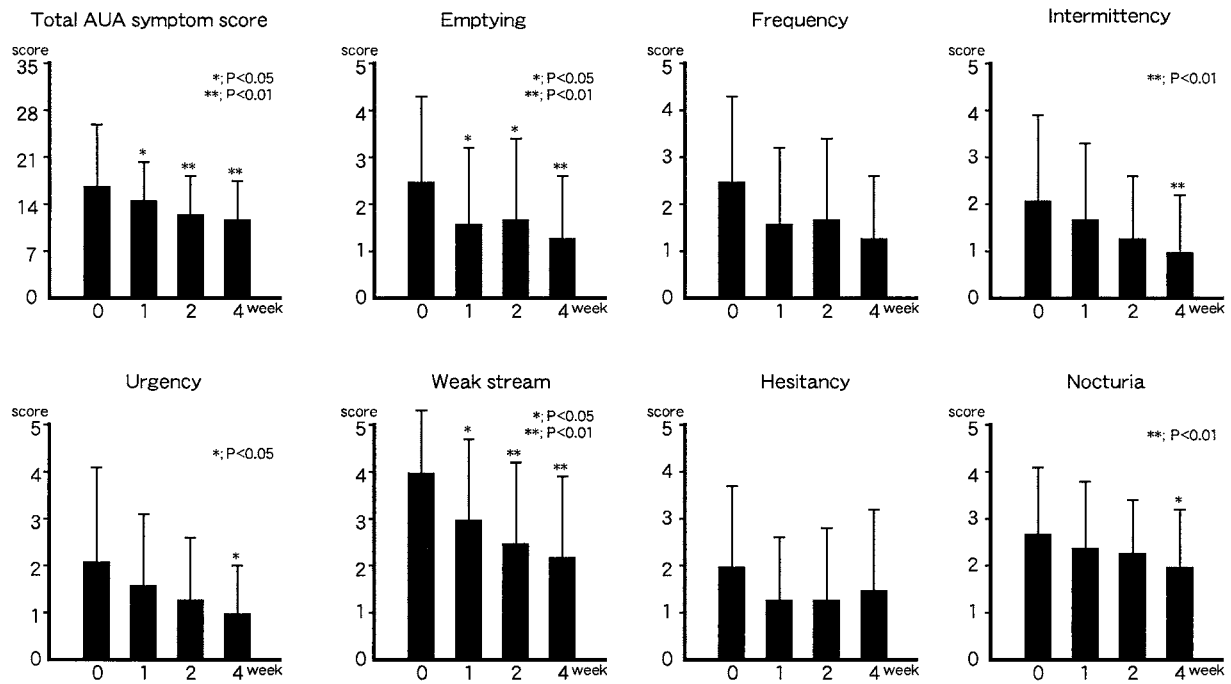 Total AUA symptom score
score
35
28
21
14
7
0
*; P<0.05
**; P<0.01
*
**
**
0 1 2 4 week
Emptying
score
5
4
3
2
1
0
*; P<0.05
**; P<0.01
*
*
**
0 1 2 4 week
Frequency
score
5
4
3
2
1
0
0 1 2 4 week
Intermittency
score
5
4
3
2
1
0
**; P<0.01
**
0 1 2 4 week
Urgency
score
5
4
3
2
1
0
*; P<0.05
*
0 1 2 4 week
Weak stream
score
5
4
3
2
1
0
*; P<0.05
**; P<0.01
*
**
**
0 1 2 4 week
Hesitancy
score
5
4
3
2
1
0
0 1 2 4 week
Nocturia
score
5
4
3
2
1
0
**; P<0.01
*
0 1 2 4 week